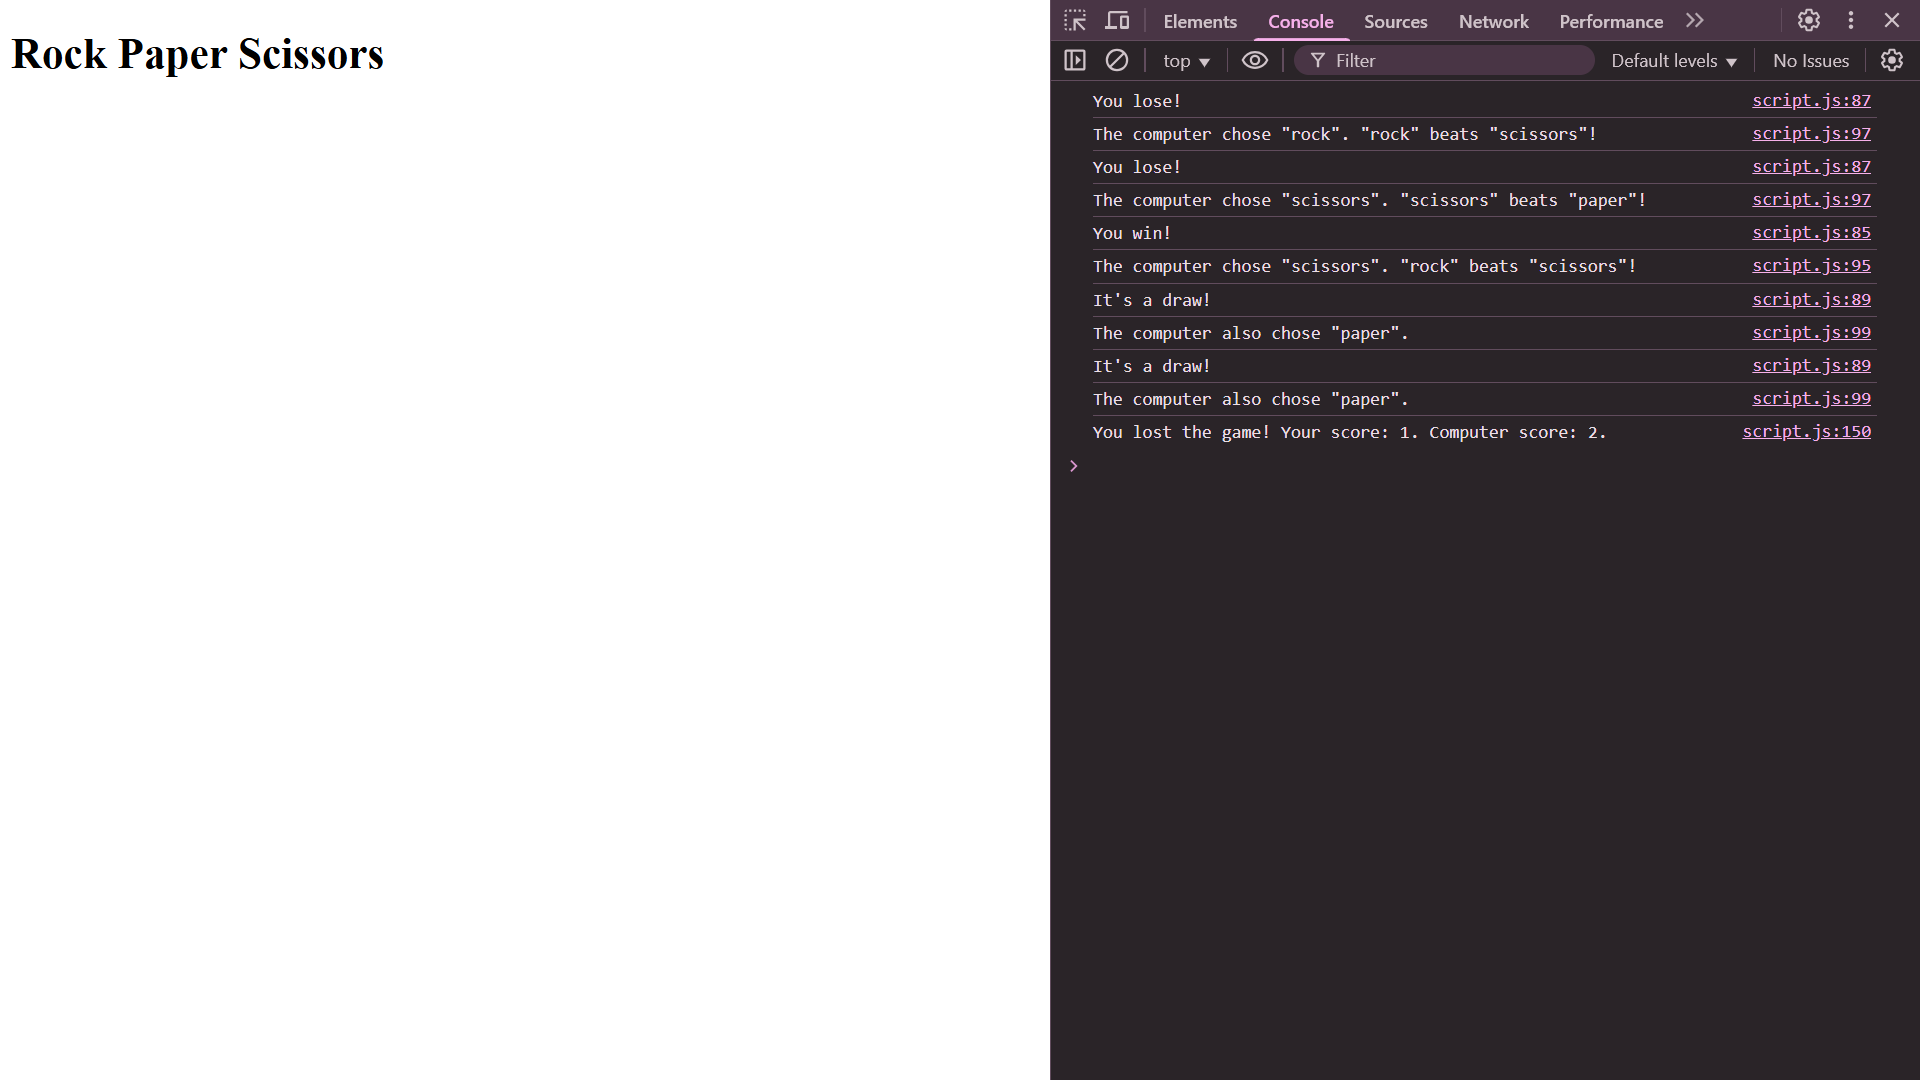 Rock Paper Scissors
Elements Console Sources Network Performance
top Filter Default levels No Issues
You lose! script.js:87
The computer chose "rock". "rock" beats "scissors"! script.js:97
You lose! script.js:87
The computer chose "scissors". "scissors" beats "paper"! script.js:97
You win! script.js:85
The computer chose "scissors". "rock" beats "scissors"! script.js:95
It's a draw! script.js:89
The computer also chose "paper". script.js:99
It's a draw! script.js:89
The computer also chose "paper". script.js:99
You lost the game! Your score: 1. Computer score: 2. script.js:150